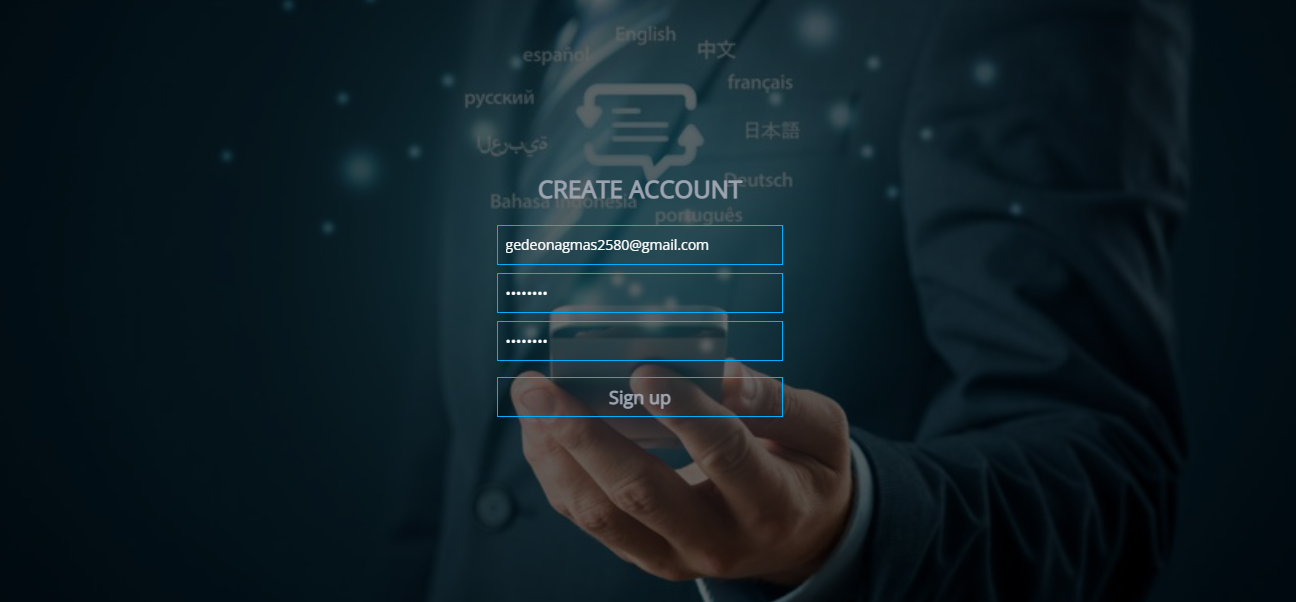 English
español
中文
français
русский
日本語
العربية
Deutsch
CREATE ACCOUNT
Bahasa Indonesia
português
gedeonagmas2580@gmail.com
••••••••
••••••••
Sign up